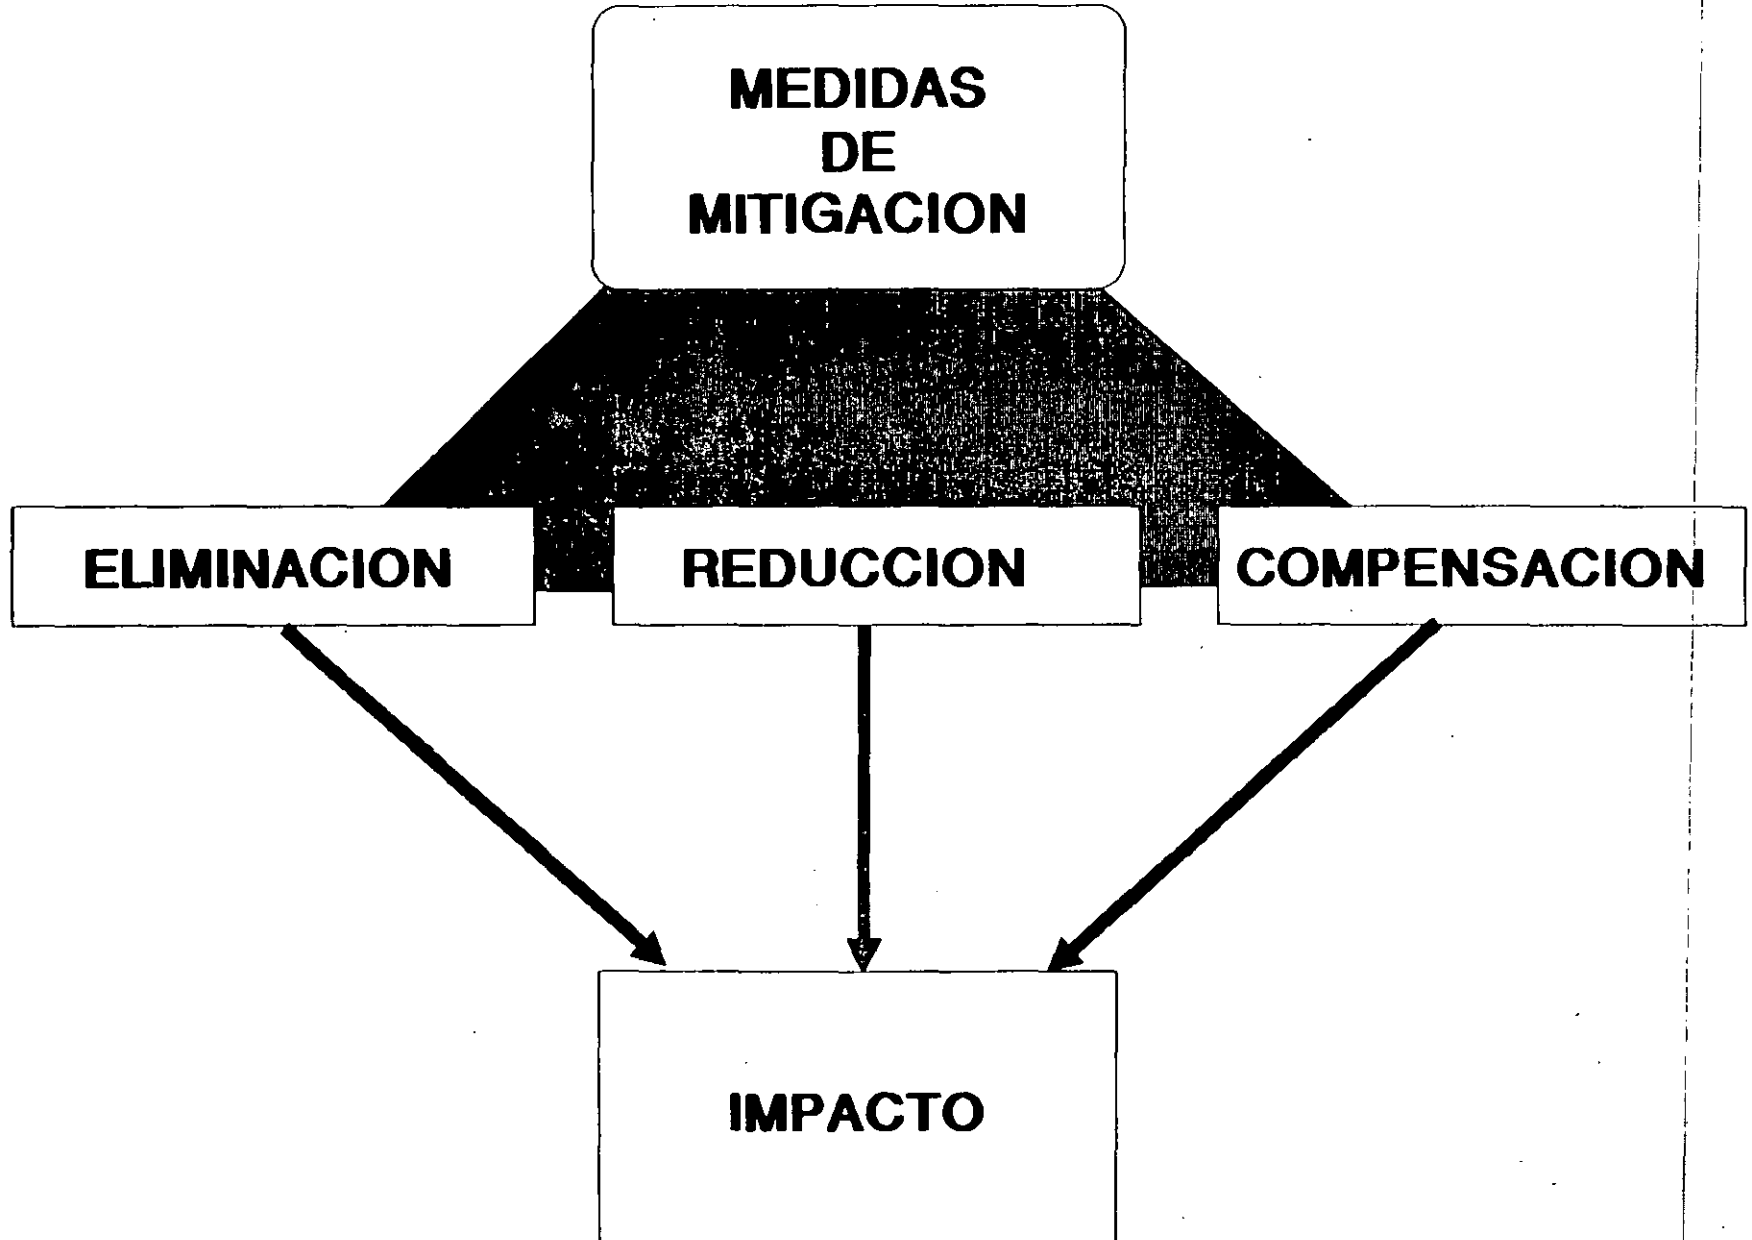 MEDIDAS
DE
MITIGACION
ELIMINACION
REDUCCION
COMPENSACION
IMPACTO